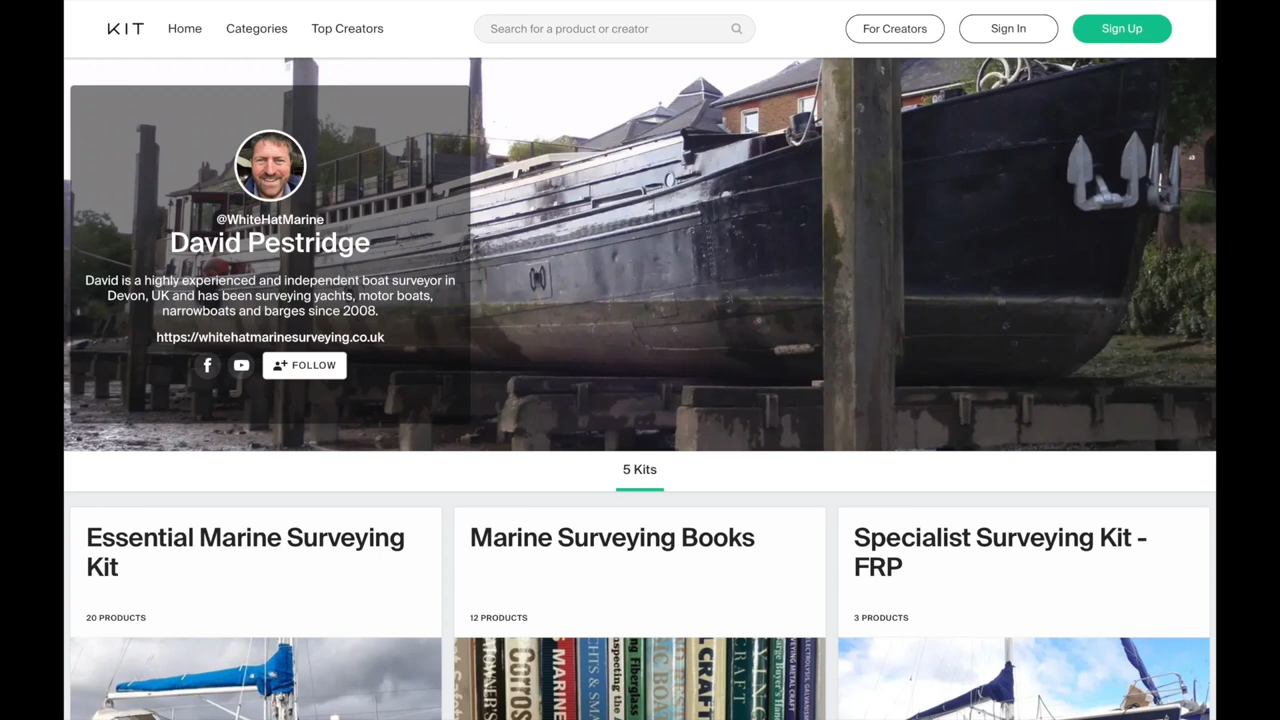 KIT
Home
Categories
Top Creators
Search for a product or creator
For Creators
Sign In
Sign Up
@WhiteHatMarine
David Pestridge
David is a highly experienced and independent boat surveyor in
Devon, UK and has been surveying yachts, motor boats,
narrowboats and barges since 2008.
https://whitehatmarinesurveying.co.uk
FOLLOW
5 Kits
Essential Marine Surveying
Kit
20 PRODUCTS
Marine Surveying Books
12 PRODUCTS
Specialist Surveying Kit -
FRP
3 PRODUCTS